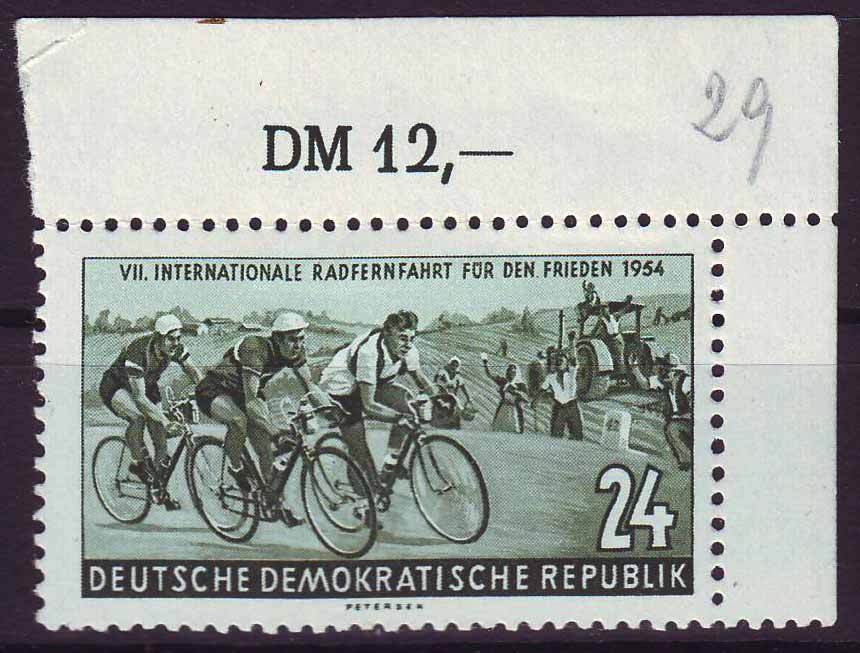 29
DM 12,—
VII. INTERNATIONALE RADFERNFAHRT FÜR DEN FRIEDEN 1954
24
DEUTSCHE DEMOKRATISCHE REPUBLIK
PETERSEN